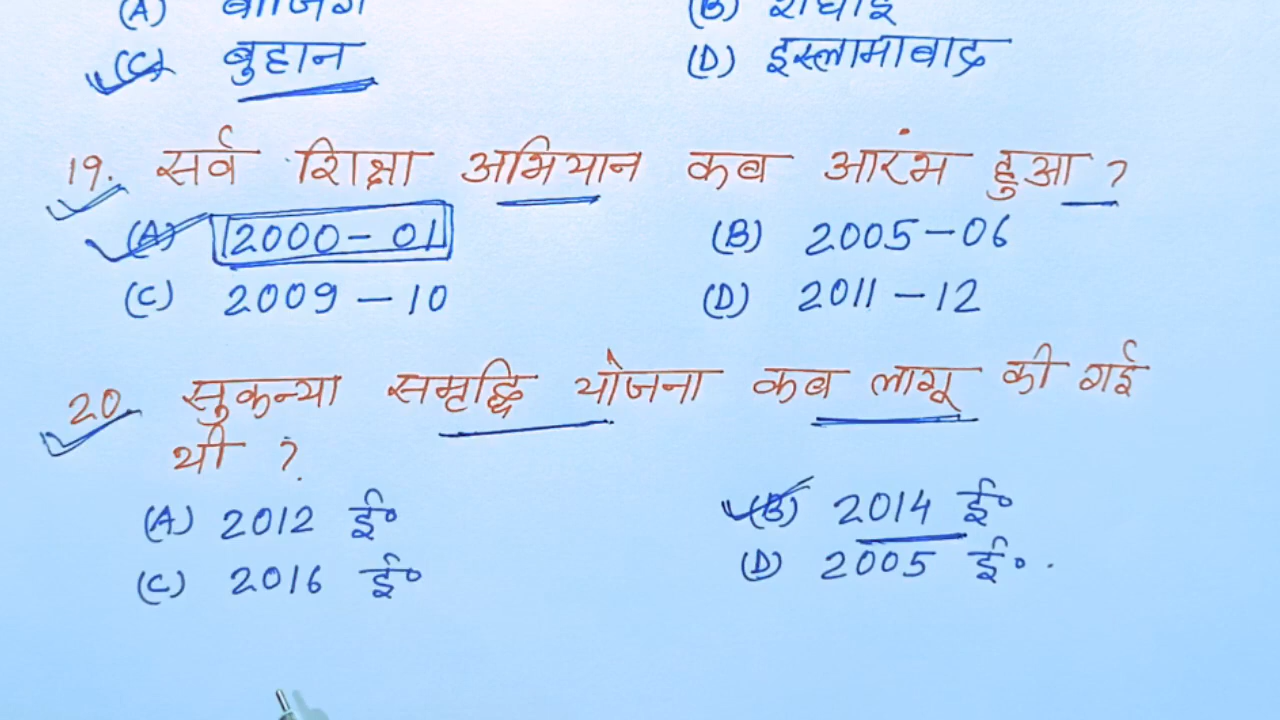 (A) बीजिंग (B) शंघाई
(C) बुहान (D) इस्लामाबाद
19. सर्व शिक्षा अभियान कब आरंभ हुआ ?
(A) 2000-01 (B) 2005-06
(C) 2009-10 (D) 2011-12
20. सुकन्या समृद्धि योजना कब लागू की गई
थी ?
(A) 2012 ई० (B) 2014 ई०
(C) 2016 ई० (D) 2005 ई०.